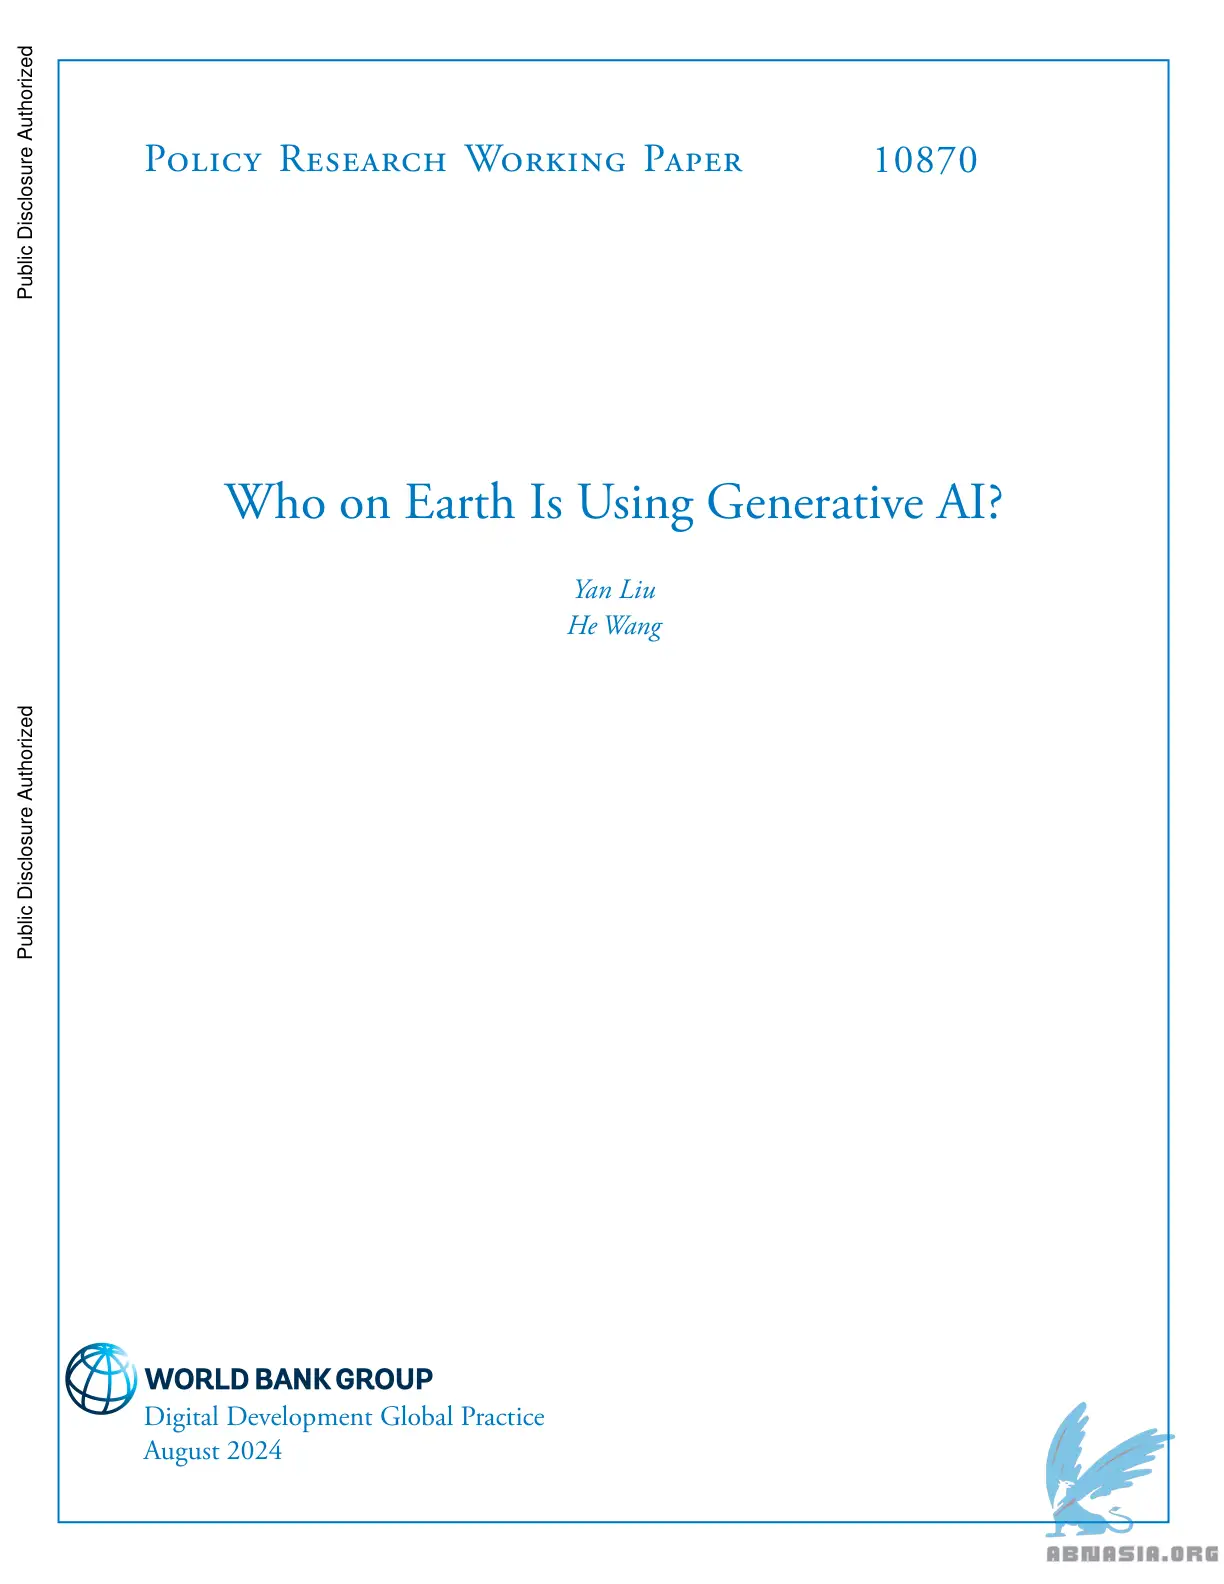 Public Disclosure Authorized
POLICY RESEARCH WORKING PAPER 10870
Who on Earth Is Using Generative AI?
Yan Liu
He Wang
Public Disclosure Authorized
WORLD BANK GROUP
Digital Development Global Practice
August 2024
ABNASIA.ORG